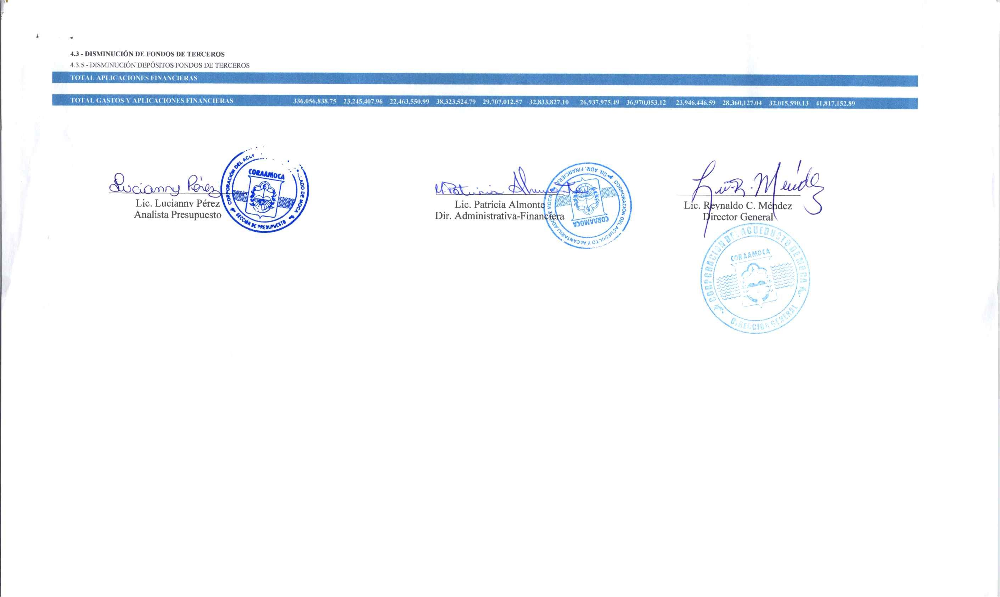 4.3 - DISMINUCIÓN DE FONDOS DE TERCEROS
4.3.5 - DISMINUCIÓN DEPÓSITOS FONDOS DE TERCEROS
TOTAL APLICACIONES FINANCIERAS
TOTAL GASTOS Y APLICACIONES FINANCIERAS 336,056,838.75 23,245,407.96 22,463,550.99 38,323,524.79 29,707,012.57 32,833,827.10 26,937,975.49 36,970,053.12 23,946,446.59 28,360,127.04 32,015,590.13 41,817,152.89
Lucianny Pérez
Lic. Lucianny Pérez
Analista Presupuesto
CORPORACIÓN DEL ACU
ILLADO DE MOCA
CORAAMOCA
SECCIÓN DE PRESUPUESTO
M. Patricia Almonte
Lic. Patricia Almonte
Dir. Administrativa-Financiera
CORPORACIÓN DEL ACUEDUCTO Y ALCANTARILLADO DE MOCA
DN. ADM. FINANCIERA
CORAAMOCA
Méndez
Lic. Reynaldo C. Méndez
Director General
CORPORACION DEL ACUEDUCTO DE MOCA
CORAAMOCA
DIRECCION GENERAL